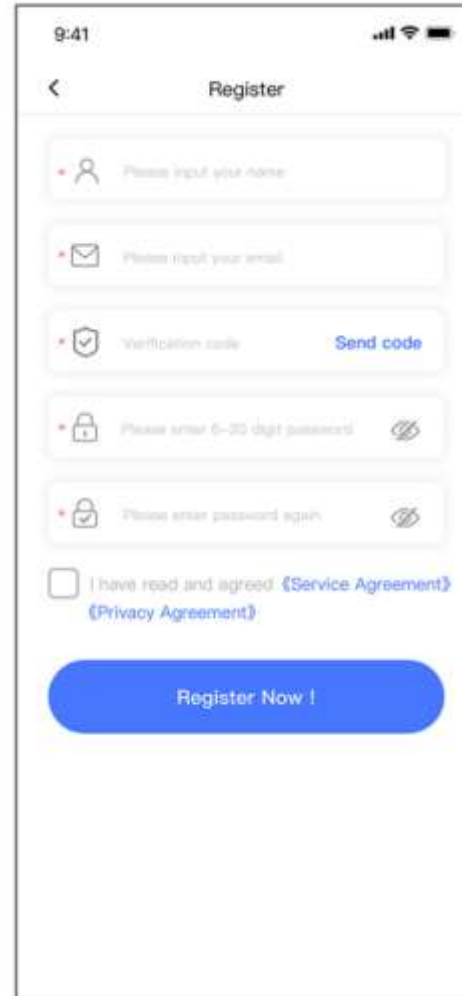 9:41
Register
* Please input your name
* Please input your email
* Verification code Send code
* Please enter 6-20 digit password
* Please enter password again
I have read and agreed《Service Agreement》
《Privacy Agreement》
Register Now !